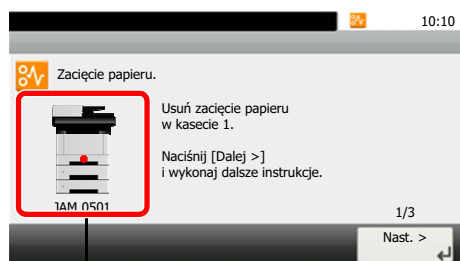 10:10
Zacięcie papieru.
Usuń zacięcie papieru
w kasecie 1.
Naciśnij [Dalej >]
i wykonaj dalsze instrukcje.
JAM 0501
1/3
Nast. >